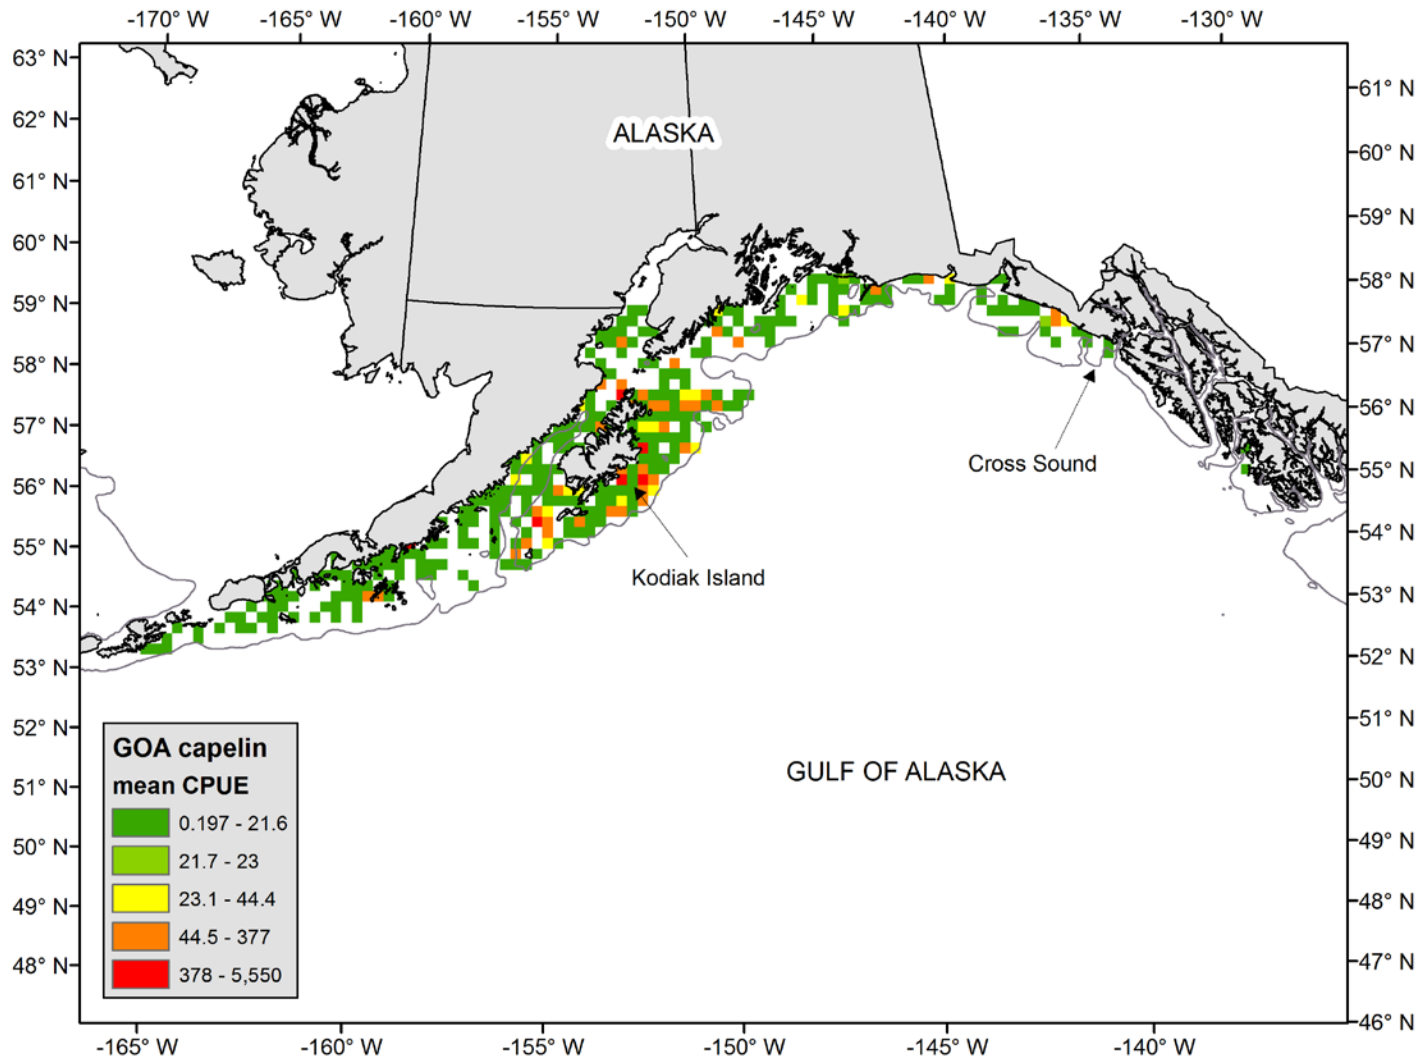 -170° W -165° W -160° W -155° W -150° W -145° W -140° W -135° W -130° W
63° N
62° N
61° N
60° N
59° N
58° N
57° N
56° N
55° N
54° N
53° N
52° N
51° N
50° N
49° N
48° N
ALASKA
Cross Sound
Kodiak Island
GULF OF ALASKA
GOA capelin
mean CPUE
0.197 - 21.6
21.7 - 23
23.1 - 44.4
44.5 - 377
378 - 5,550
61° N
60° N
59° N
58° N
57° N
56° N
55° N
54° N
53° N
52° N
51° N
50° N
49° N
48° N
47° N
46° N
-165° W -160° W -155° W -150° W -145° W -140° W